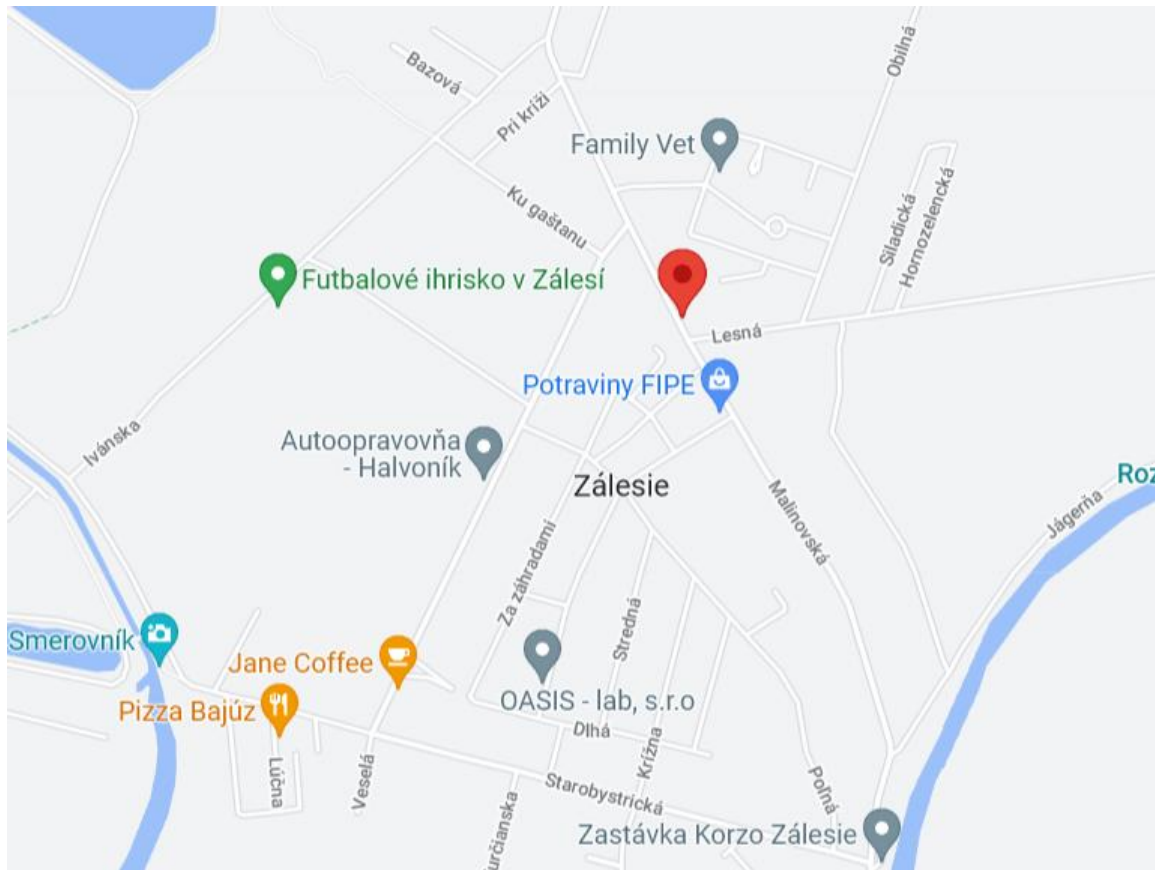 Bazová
Obilná
Pri kríži
Family Vet
Ku gaštanu
Siladická
Hornozelencká
Futbalové ihrisko v Zálesí
Lesná
Potraviny FIPE
Ivánska
Autoopravovňa
- Halvoník
Zálesie
Malinovská
Roz
Jágerňa
Za záhradami
Stredná
Smerovník
Jane Coffee
OASIS - lab, s.r.o
Pizza Bajúz
Dlhá
Krížna
Lúčna
Veselá
Poľná
Starobystrická
určianska
Zastávka Korzo Zálesie